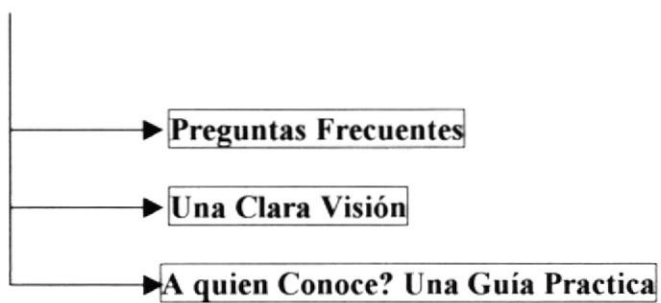 Preguntas Frecuentes
Una Clara Visión
A quien Conoce? Una Guía Practica